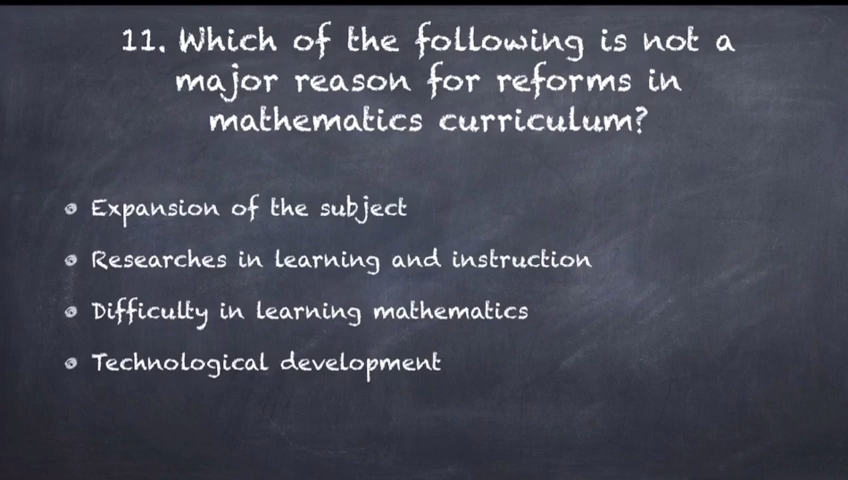 11. Which of the following is not a
major reason for reforms in
mathematics curriculum?
Expansion of the subject
Researches in learning and instruction
Difficulty in learning mathematics
Technological development